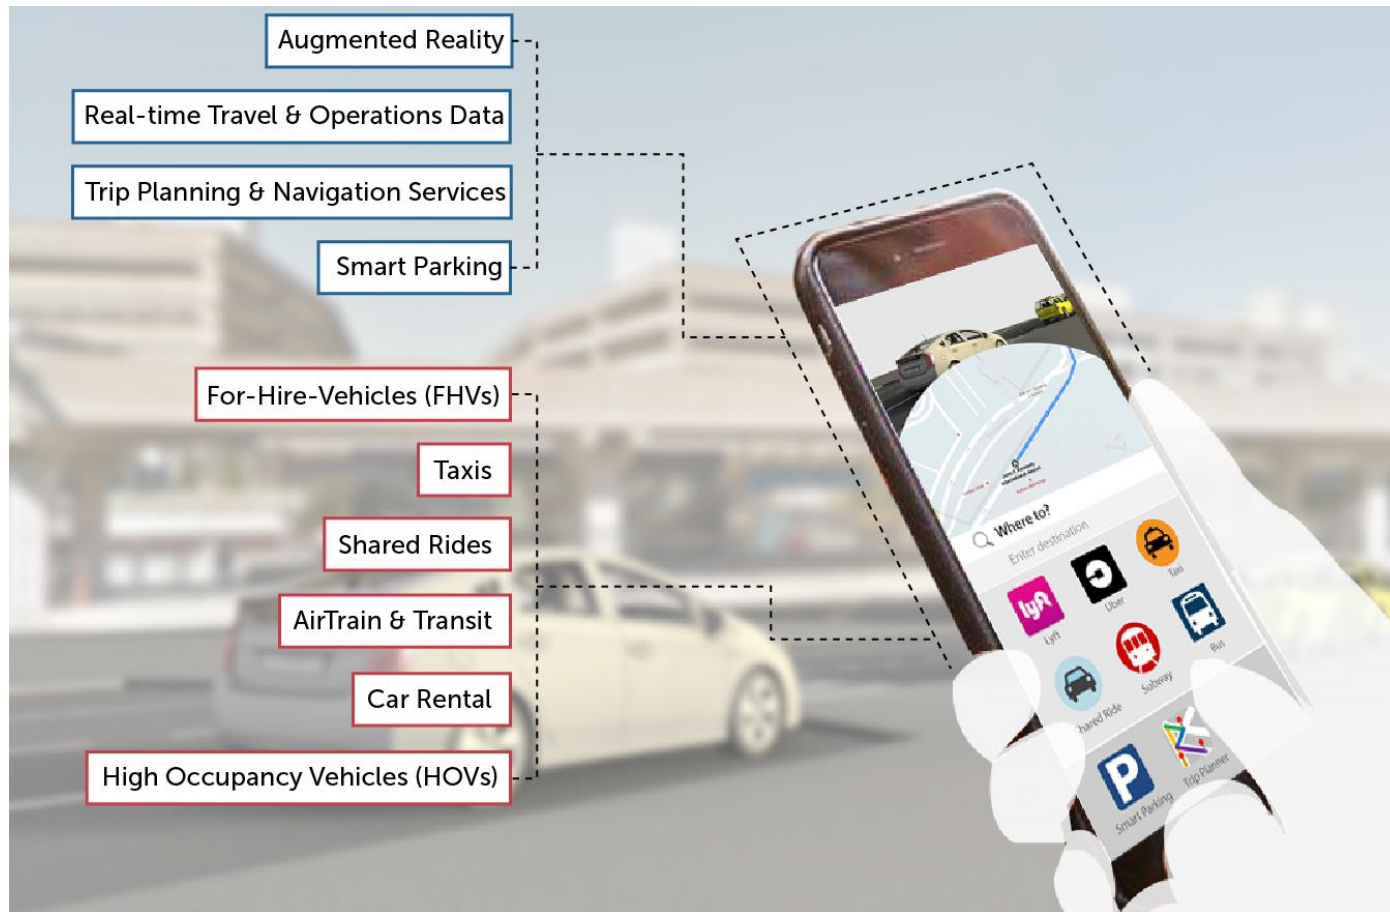 Augmented Reality
Real-time Travel & Operations Data
Trip Planning & Navigation Services
Smart Parking
For-Hire-Vehicles (FHVs)
Taxis
Shared Rides
AirTrain & Transit
Car Rental
High Occupancy Vehicles (HOVs)
Where to?
Enter destination
lyft
Lyft
Uber
Taxi
Shared Ride
Subway
Bus
P
Smart Parking
Trip Planner